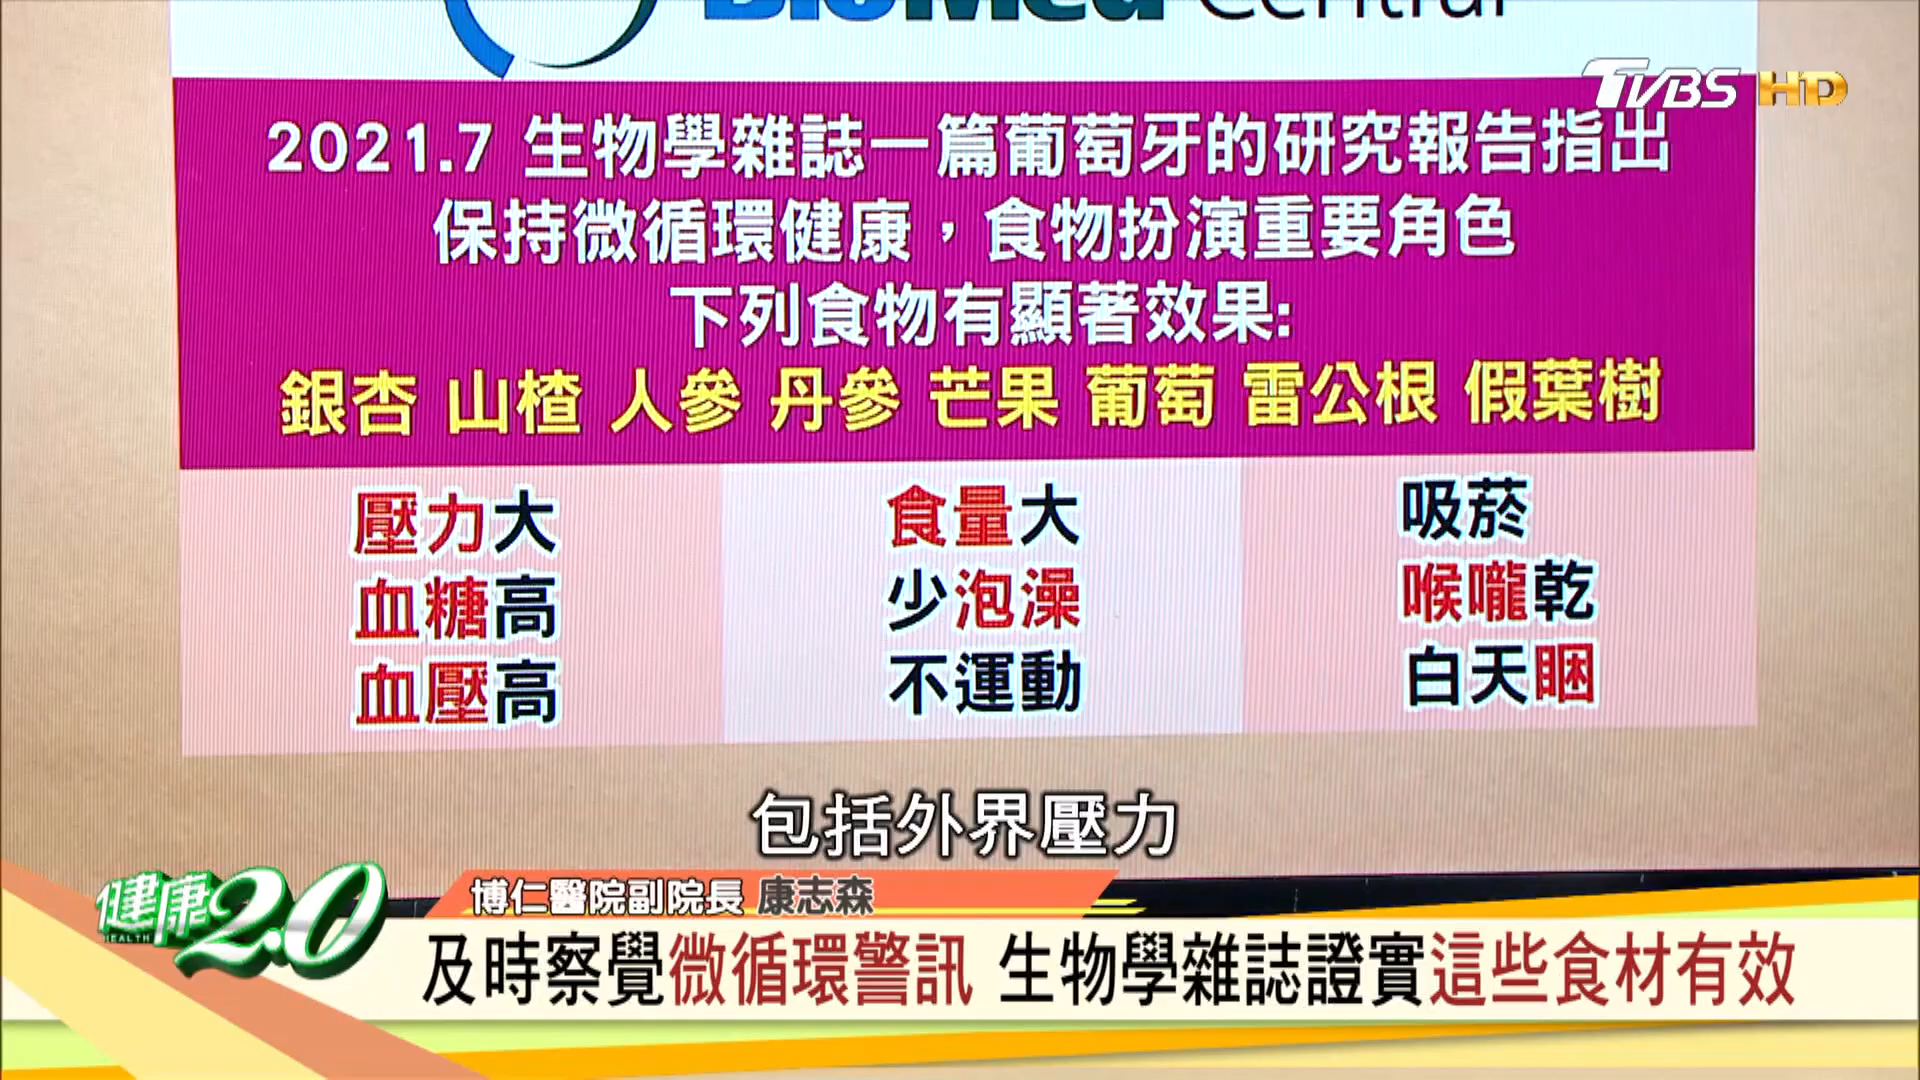 BioMed Central
TVBS HD
2021.7 生物學雜誌一篇葡萄牙的研究報告指出
保持微循環健康，食物扮演重要角色
下列食物有顯著效果:
銀杏 山楂 人參 丹參 芒果 葡萄 雷公根 假葉樹
壓力大
血糖高
血壓高
食量大
少泡澡
不運動
吸菸
喉嚨乾
白天睏
包括外界壓力
健康2.0
HEALTH
博仁醫院副院長 康志森
及時察覺微循環警訊 生物學雜誌證實這些食材有效